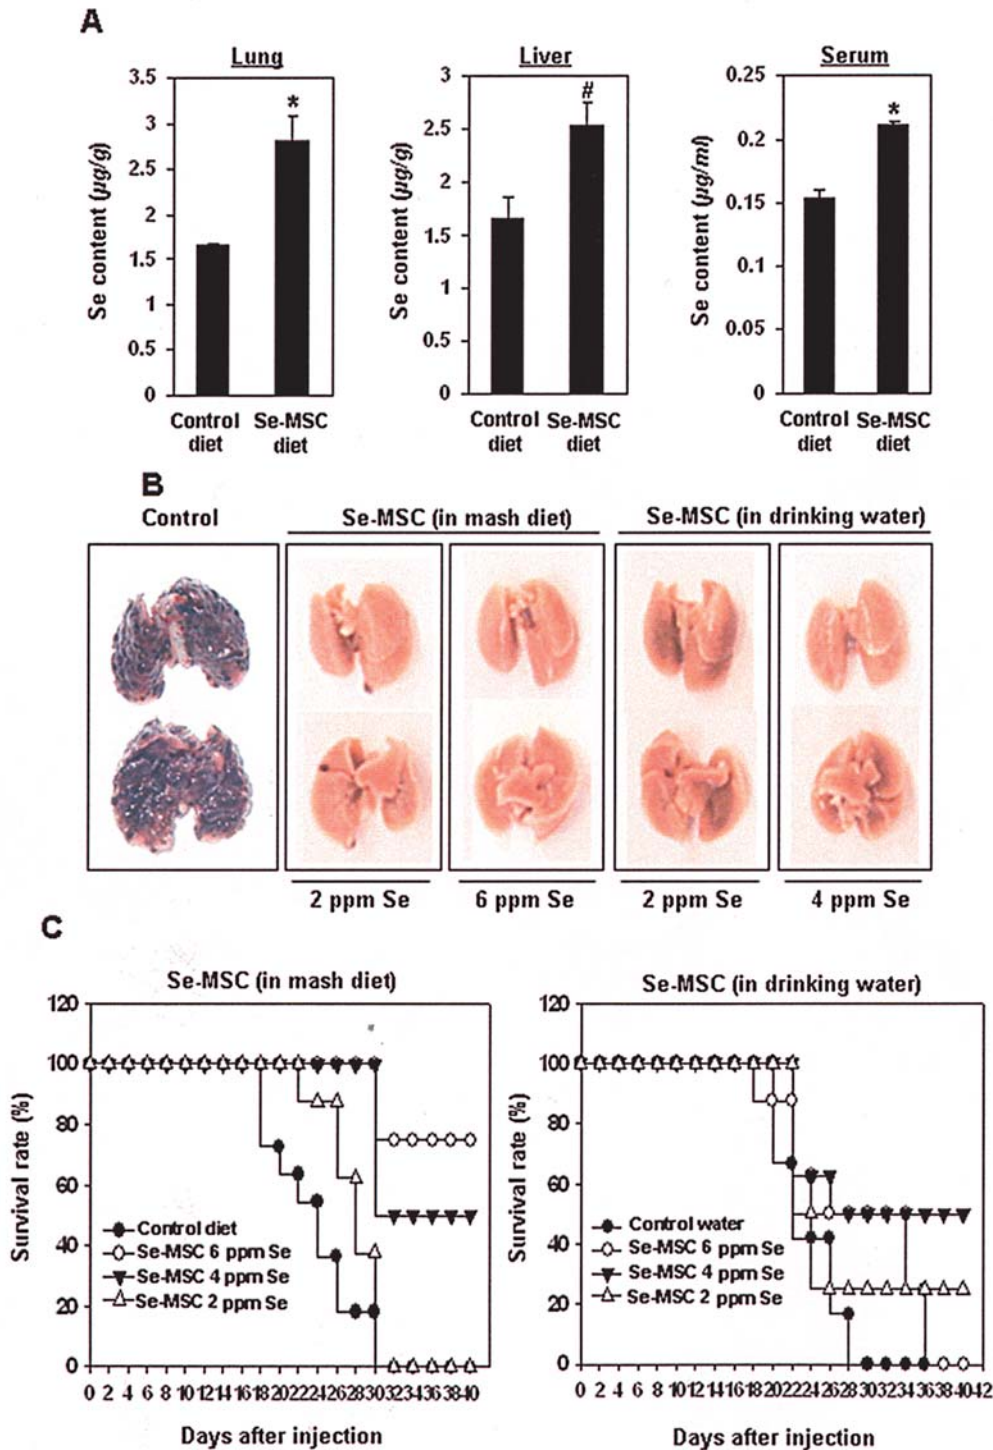 A
Lung
Liver
Serum
Se content (µg/g)
3.5
3
2.5
2
1.5
1
0.5
0
*
Control diet
Se-MSC diet
Se content (µg/g)
3
2.5
2
1.5
1
0.5
0
#
Control diet
Se-MSC diet
Se content (µg/ml)
0.25
0.2
0.15
0.1
0.05
0
*
Control diet
Se-MSC diet
B
Control
Se-MSC (in mash diet)
Se-MSC (in drinking water)
2 ppm Se
6 ppm Se
2 ppm Se
4 ppm Se
C
Se-MSC (in mash diet)
Survival rate (%)
120
100
80
60
40
20
0
Control diet
Se-MSC 6 ppm Se
Se-MSC 4 ppm Se
Se-MSC 2 ppm Se
0 2 4 6 8 10 12 14 16 18 20 22 24 26 28 30 32 34 36 38 40
Days after injection
Se-MSC (in drinking water)
Survival rate (%)
120
100
80
60
40
20
0
Control water
Se-MSC 6 ppm Se
Se-MSC 4 ppm Se
Se-MSC 2 ppm Se
0 2 4 6 8 10 12 14 16 18 20 22 24 26 28 30 32 34 36 38 40 42
Days after injection